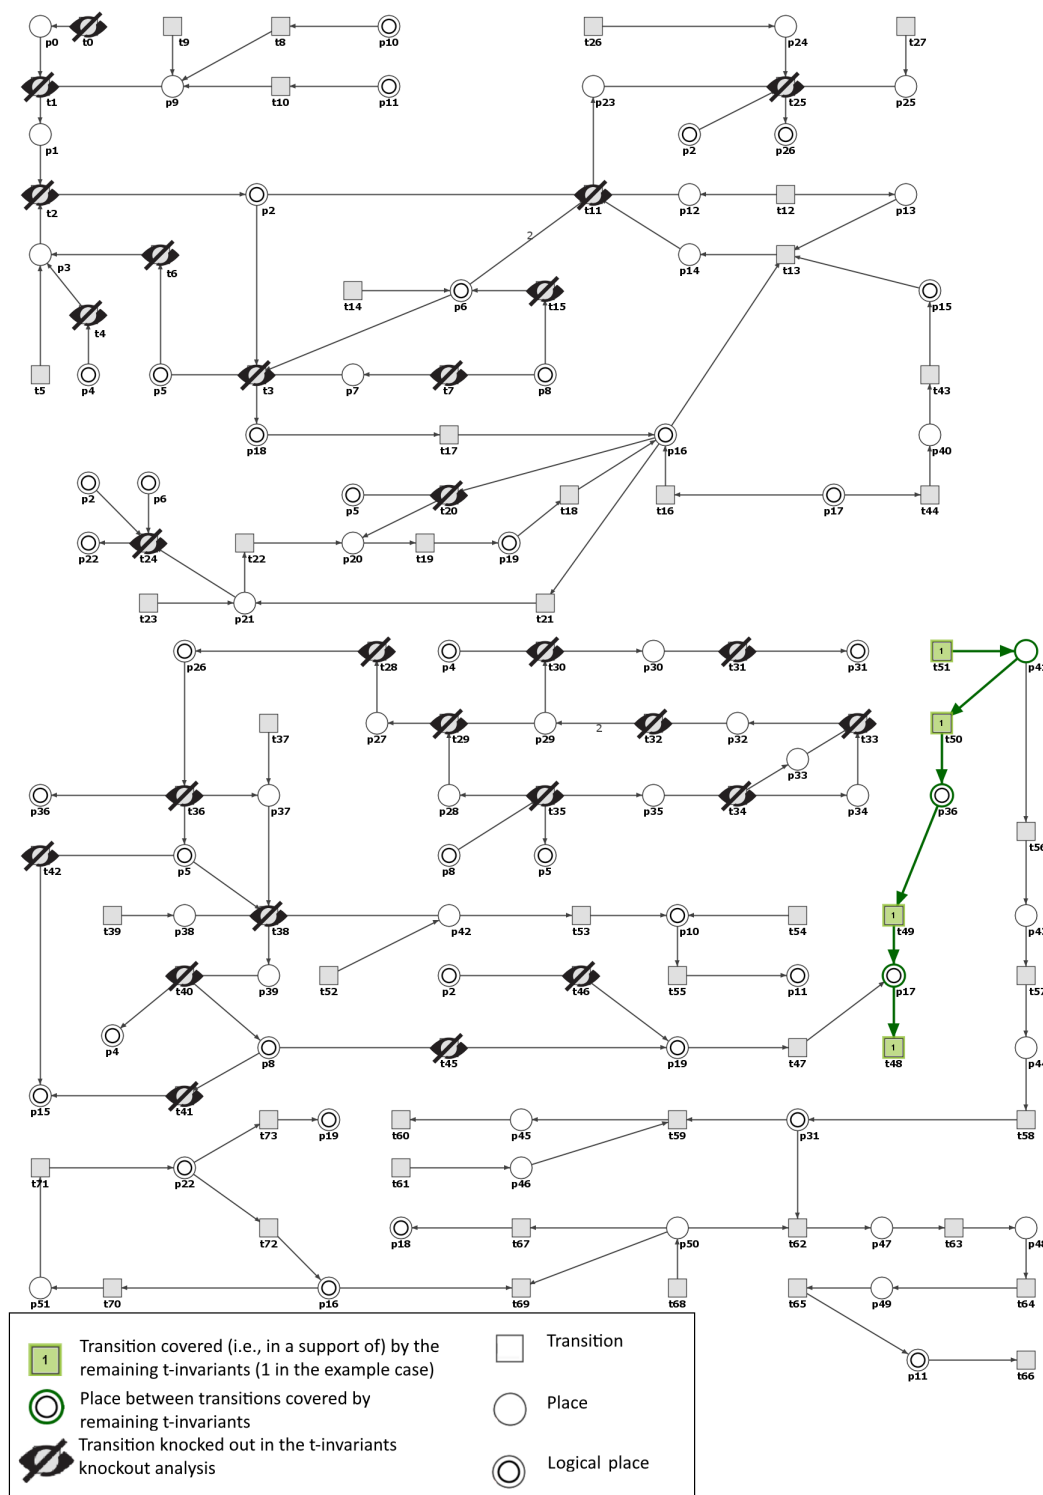 p0 t0 t9 t8 p10 t26 p24 t27
t1 p9 t10 p11 p23 t25 p25
p1 p2 p26
t2 p2 t11 p12 t12 p13
p3 t6 2 p14 t13
t4 t14 p6 t15 p15
t5 p4 p5 t3 p7 t7 p8 t43
p18 t17 p16 p40
p2 p6 p5 t20 t18 t16 p17 t44
p22 t24 t22 p20 t19 p19
t23 p21 t21
p26 t28 p4 t30 p30 t31 p31 1 t51
t37 p27 t29 p29 2 t32 p32 t33 1 t50
p33
p36 t36 p37 p28 t35 p35 t34 p34 p36
t42 p5 p8 p5 t56
t39 p38 t38 p42 t53 p10 t54 1 t49
t40 p39 t52 p2 t46 t55 p11 p17 t57
p4 p8 t45 p19 t47 1 t48
p15 t41
t73 p19 t60 p45 t59 p31 t58
t71 p22 t61 p46
t72 p18 t67 p50 t62 p47 t63
p51 t70 p16 t69 t68 t65 p49 t64
p11 t66
1 Transition covered (i.e., in a support of) by the
remaining t-invariants (1 in the example case)
Transition
Place between transitions covered by
remaining t-invariants
Place
Transition knocked out in the t-invariants
knockout analysis
Logical place